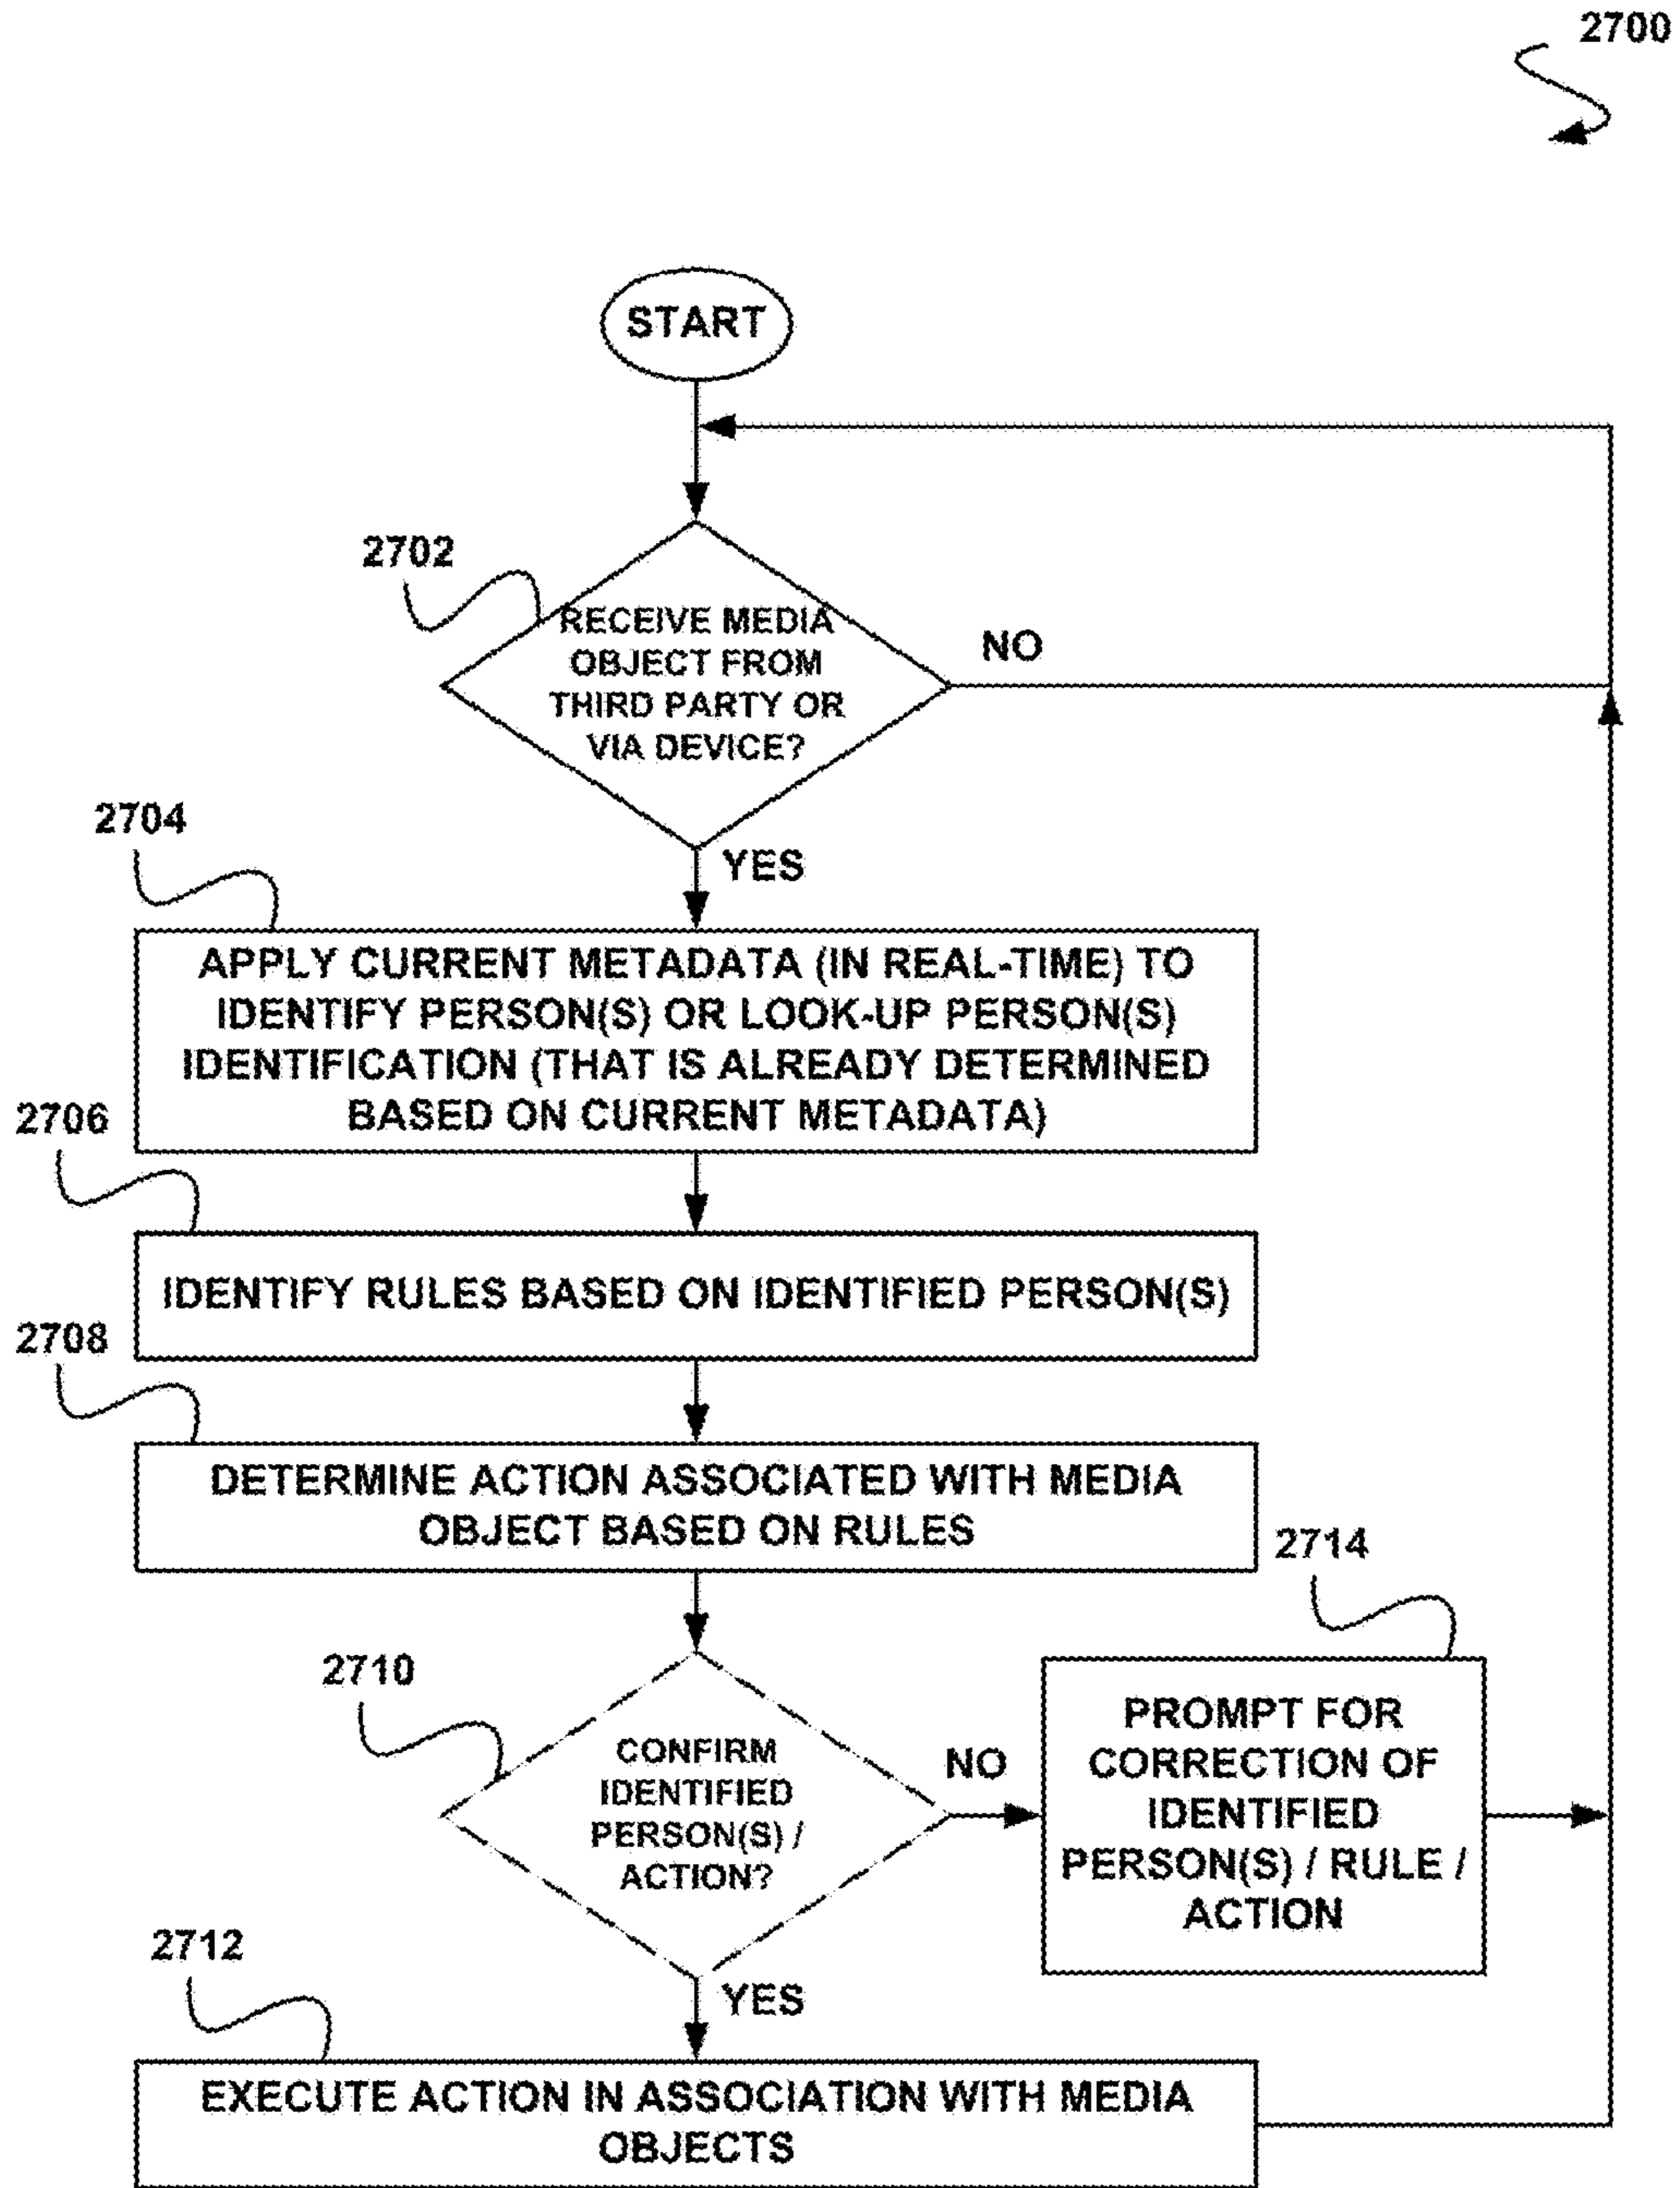 2700
START
2702
RECEIVE MEDIA
OBJECT FROM
THIRD PARTY OR
VIA DEVICE?
NO
YES
2704
APPLY CURRENT METADATA (IN REAL-TIME) TO
IDENTIFY PERSON(S) OR LOOK-UP PERSON(S)
IDENTIFICATION (THAT IS ALREADY DETERMINED
BASED ON CURRENT METADATA)
2706
IDENTIFY RULES BASED ON IDENTIFIED PERSON(S)
2708
DETERMINE ACTION ASSOCIATED WITH MEDIA
OBJECT BASED ON RULES
2710
CONFIRM
IDENTIFIED
PERSON(S) /
ACTION?
NO
2714
PROMPT FOR
CORRECTION OF
IDENTIFIED
PERSON(S) / RULE /
ACTION
YES
2712
EXECUTE ACTION IN ASSOCIATION WITH MEDIA
OBJECTS